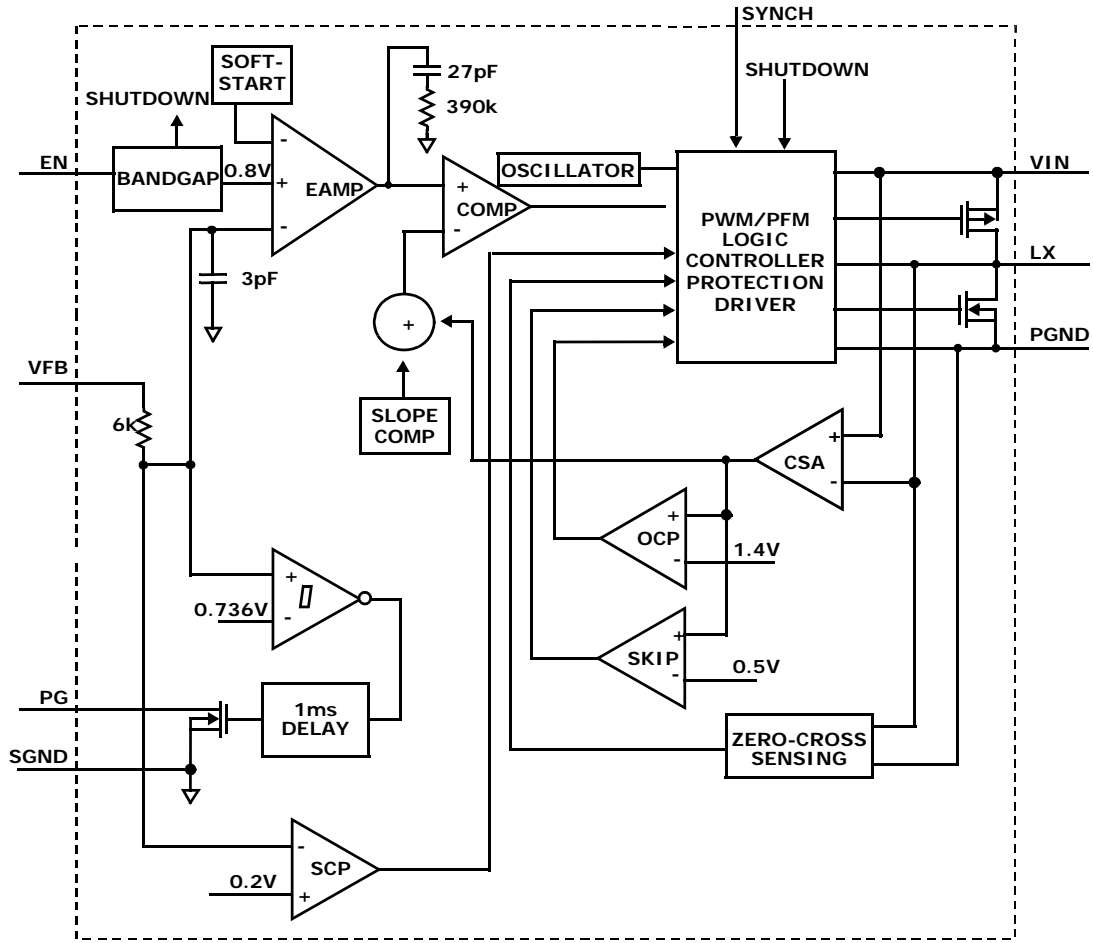 SYNCH
SOFT-
START
27pF
SHUTDOWN
390k
SHUTDOWN
EN
BANDGAP
0.8V
-
+
-
EAMP
+
-
COMP
OSCILLATOR
VIN
PWM/PFM
LOGIC
CONTROLLER
PROTECTION
DRIVER
LX
3pF
+
PGND
VFB
6k
SLOPE
COMP
+
-
CSA
+
-
OCP
1.4V
+
-
0.736V
+
-
SKIP
0.5V
PG
1ms
DELAY
SGND
ZERO-CROSS
SENSING
-
+
SCP
0.2V